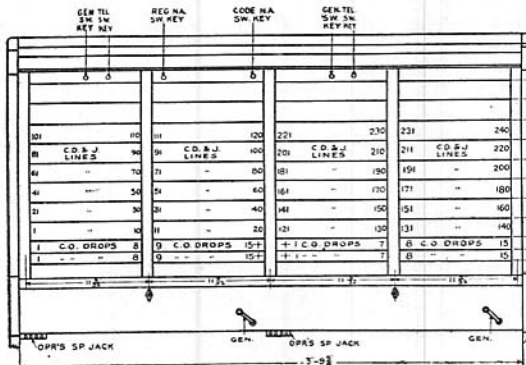 GEN. TEL. REG. N.A. CODE N.A. GEN. TEL.
SW. SW. SW. KEY SW. KEY SW. SW.
KEY KEY KEY KEY
101 110 111 120 221 230 231 240
81 C.D. & J. LINES 90 91 C.D. & J. LINES 100 201 C.D. & J. LINES 210 211 C.D. & J. LINES 220
61 " 70 71 " 80 181 " 190 191 " 200
41 " 50 51 " 60 161 " 170 171 " 180
21 " 30 31 " 40 141 " 150 151 " 160
1 " 10 11 " 20 121 " 130 131 " 140
1 C.O. DROPS 8 9 C.O. DROPS 15+ +1 C.O. DROPS 7 8 C.O. DROPS 15
1 " " 8 9 " 15+ +1 " " 7 8 " " 15
OPR'S SP JACK GEN. OPR'S SP JACK GEN.